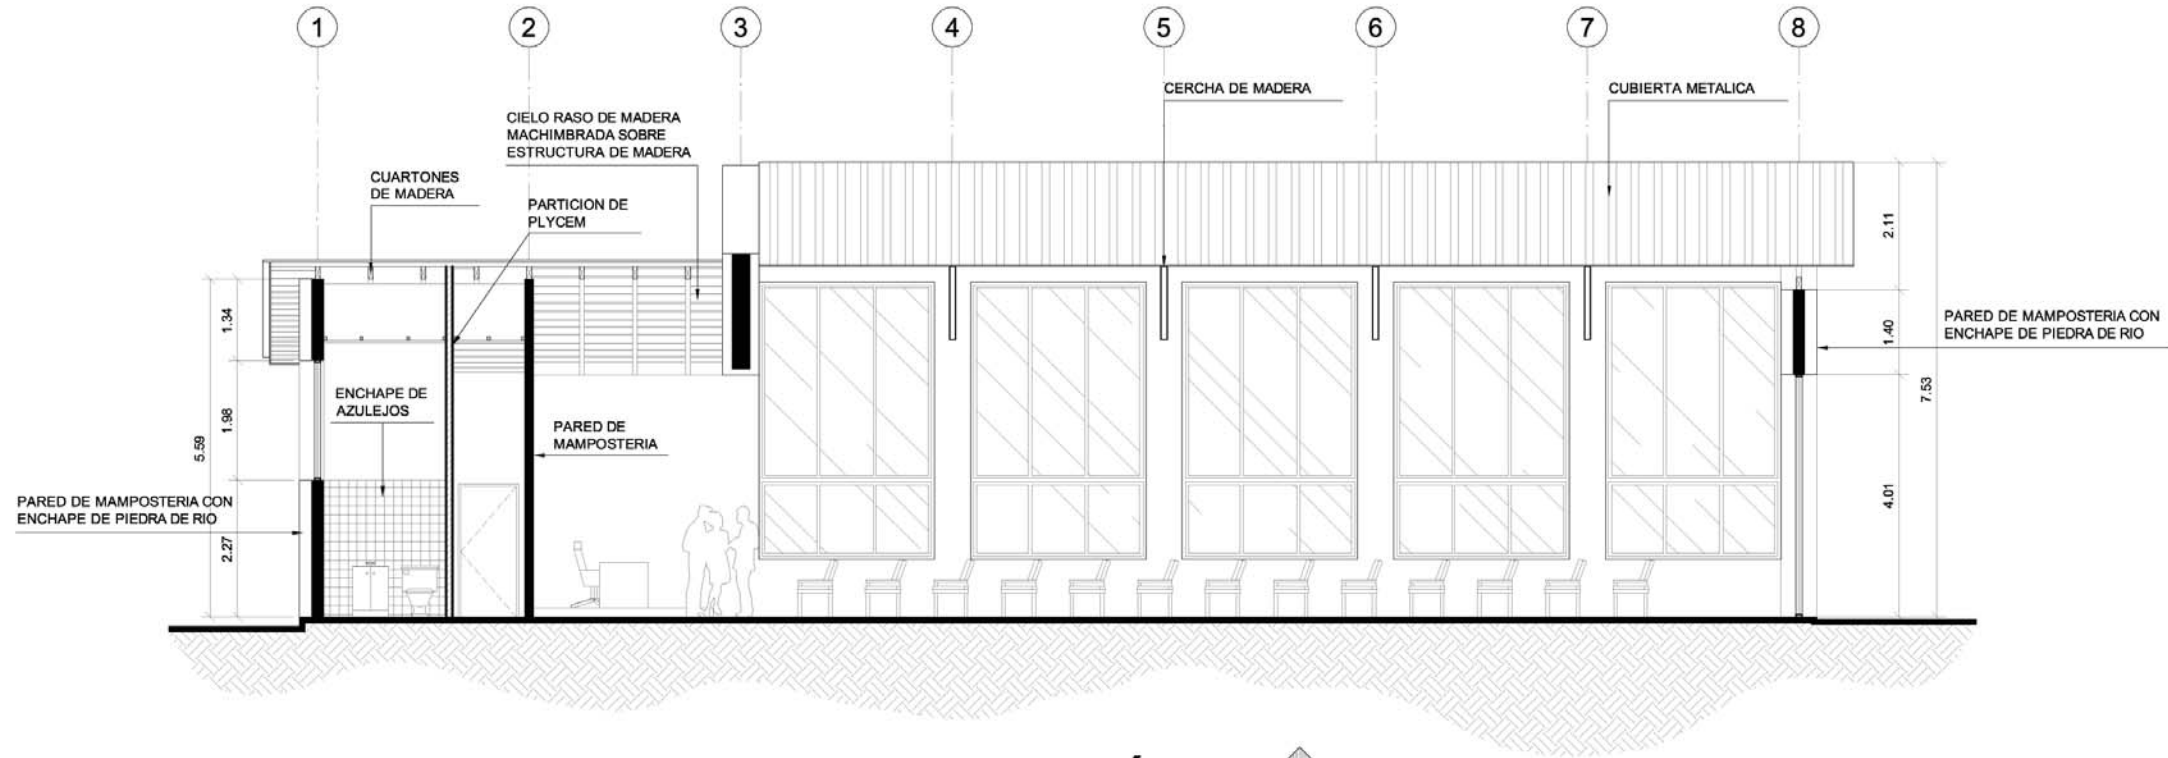 1
2
3
4
5
6
7
8
CERCHA DE MADERA
CUBIERTA METALICA
CIELO RASO DE MADERA
MACHIMBRADA SOBRE
ESTRUCTURA DE MADERA
CUARTONES
DE MADERA
PARTICION DE
PLYCEM
2.11
1.34
1.40
PARED DE MAMPOSTERIA CON
ENCHAPE DE PIEDRA DE RIO
7.53
ENCHAPE DE
AZULEJOS
1.98
5.59
PARED DE
MAMPOSTERIA
4.01
PARED DE MAMPOSTERIA CON
ENCHAPE DE PIEDRA DE RIO
2.27